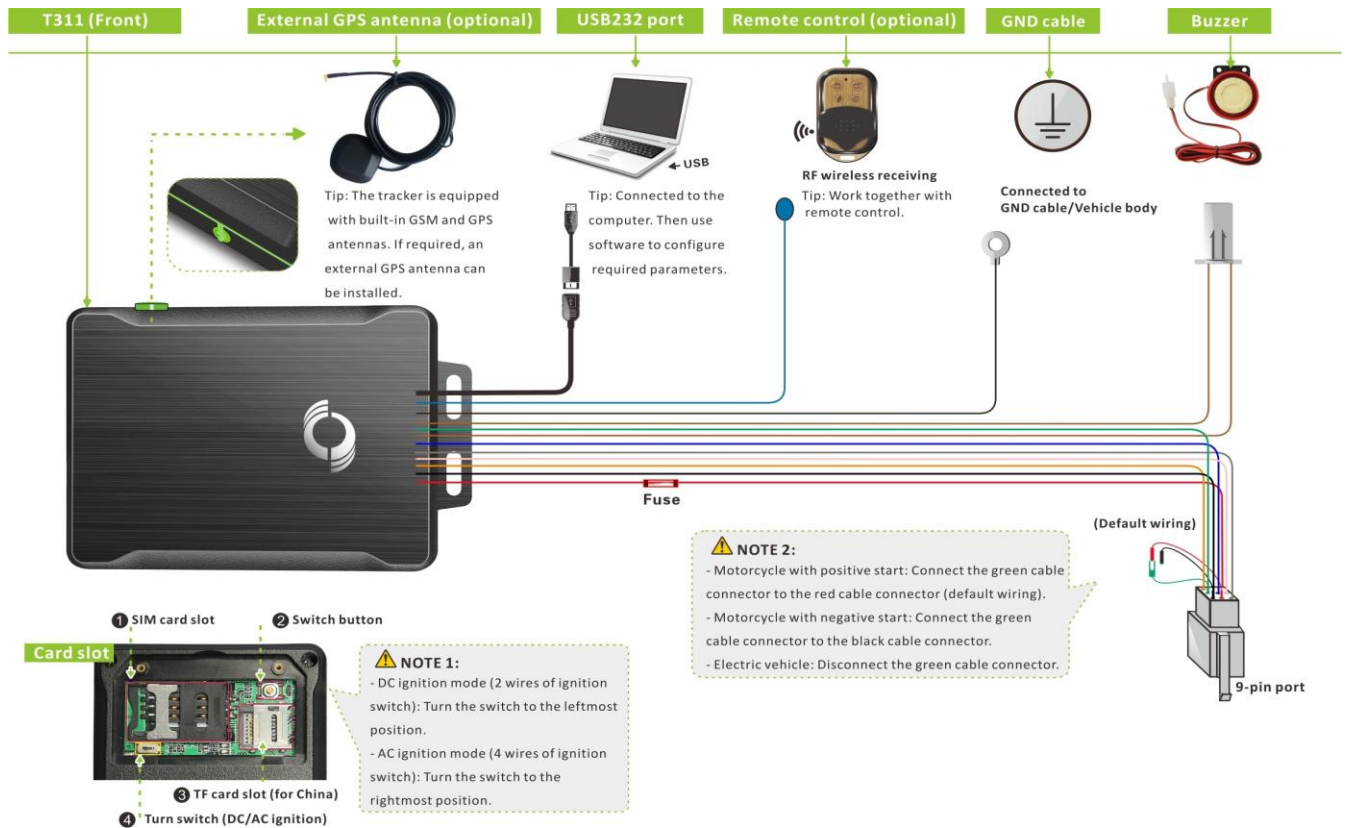 T311 (Front)
External GPS antenna (optional)
USB232 port
Remote control (optional)
GND cable
Buzzer
USB
Tip: The tracker is equipped
with built-in GSM and GPS
antennas. If required, an
external GPS antenna can
be installed.
Tip: Connected to the
computer. Then use
software to configure
required parameters.
RF wireless receiving
Tip: Work together with
remote control.
Connected to
GND cable/Vehicle body
Fuse
(Default wiring)
NOTE 2:
- Motorcycle with positive start: Connect the green cable
connector to the red cable connector (default wiring).
- Motorcycle with negative start: Connect the green
cable connector to the black cable connector.
- Electric vehicle: Disconnect the green cable connector.
9-pin port
1 SIM card slot
2 Switch button
Card slot
NOTE 1:
- DC ignition mode (2 wires of ignition
switch): Turn the switch to the leftmost
position.
- AC ignition mode (4 wires of ignition
switch): Turn the switch to the
rightmost position.
3 TF card slot (for China)
4 Turn switch (DC/AC ignition)